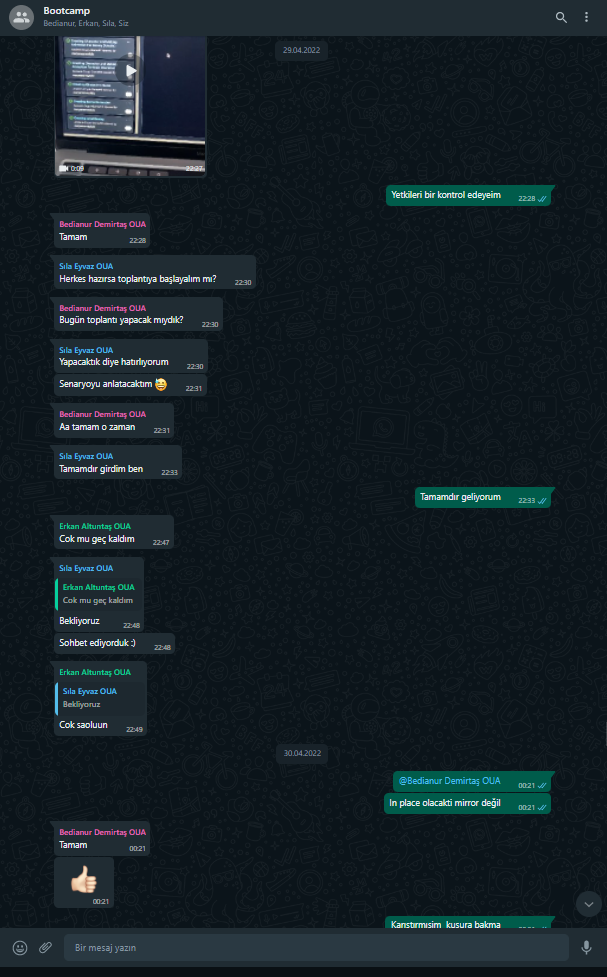 Bootcamp
Bedianur, Erkan, Sıla, Siz
29.04.2022
0:09
22:27
Yetkileri bir kontrol edeyeim
22:28
Bedianur Demirtaş OUA
Tamam
22:28
Sıla Eyvaz OUA
Herkes hazırsa toplantıya başlayalım mı?
22:30
Bedianur Demirtaş OUA
Bugün toplantı yapacak mıydık?
22:30
Sıla Eyvaz OUA
Yapacaktık diye hatırlıyorum
22:30
Senaryoyu anlatacaktım 😅
22:31
Bedianur Demirtaş OUA
Aa tamam o zaman
22:31
Sıla Eyvaz OUA
Tamamdır girdim ben
22:33
Tamamdır geliyorum
22:33
Erkan Altuntaş OUA
Cok mu geç kaldım
22:47
Sıla Eyvaz OUA
Erkan Altuntaş OUA
Cok mu geç kaldım
Bekliyoruz
22:48
Sohbet ediyorduk :)
22:48
Erkan Altuntaş OUA
Sıla Eyvaz OUA
Bekliyoruz
Cok saoluun
22:49
30.04.2022
@Bedianur Demirtaş OUA
00:21
In place olacakti mirror değil
00:21
Bedianur Demirtaş OUA
Tamam
00:21
👍🏻
00:21
Karıstırmısim kusura bakma
Bir mesaj yazın